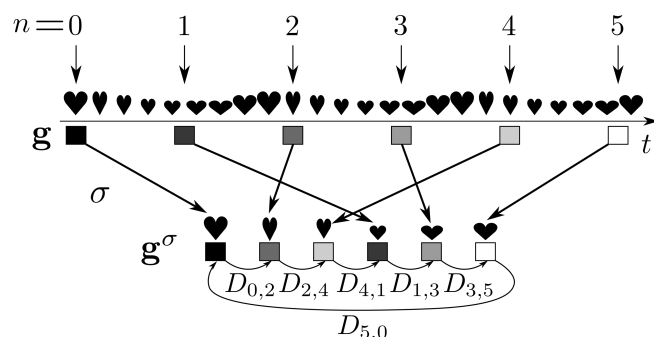 n=0 1 2 3 4 5
g t
σ
g^σ
D_{0,2} D_{2,4} D_{4,1} D_{1,3} D_{3,5}
D_{5,0}